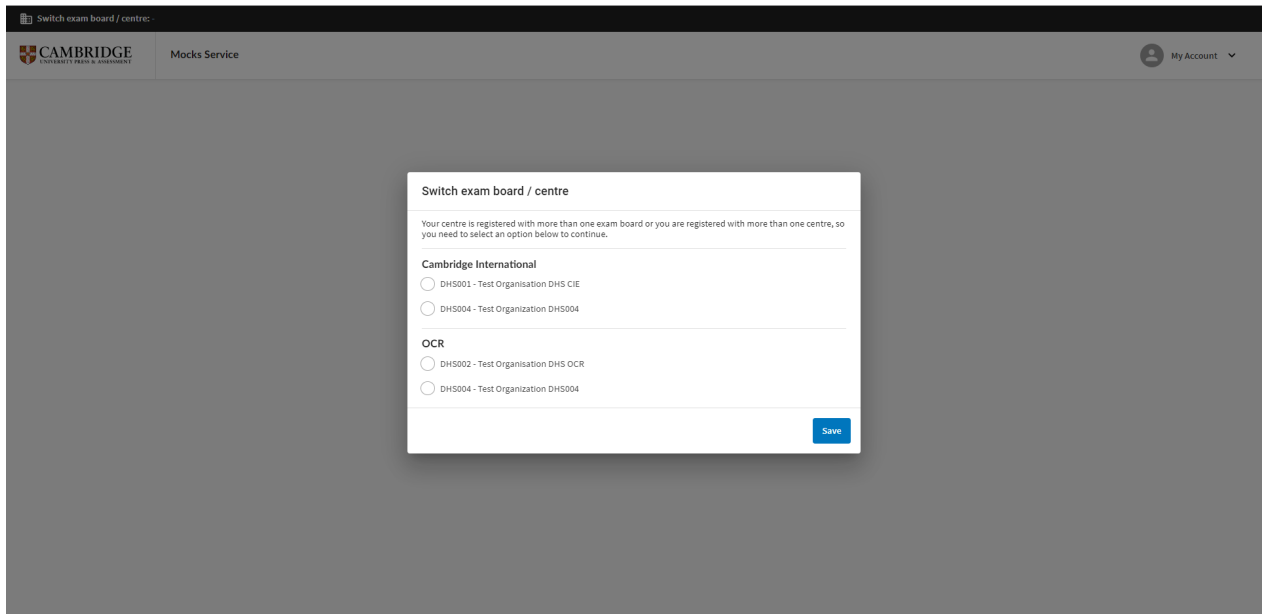 Switch exam board / centre: -
CAMBRIDGE
UNIVERSITY PRESS & ASSESSMENT
Mocks Service
My Account
Switch exam board / centre
Your centre is registered with more than one exam board or you are registered with more than one centre, so
you need to select an option below to continue.
Cambridge International
DHS001 - Test Organisation DHS CIE
DHS004 - Test Organization DHS004
OCR
DHS002 - Test Organisation DHS OCR
DHS004 - Test Organization DHS004
Save